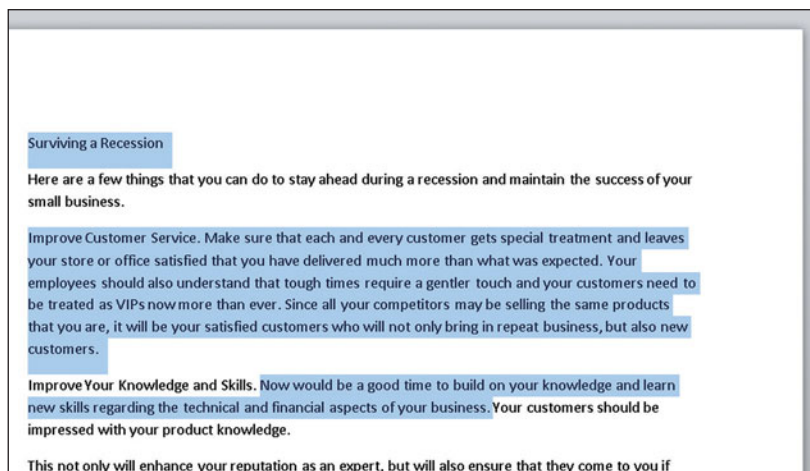 Surviving a Recession
Here are a few things that you can do to stay ahead during a recession and maintain the success of your
small business.
Improve Customer Service. Make sure that each and every customer gets special treatment and leaves
your store or office satisfied that you have delivered much more than what was expected. Your
employees should also understand that tough times require a gentler touch and your customers need to
be treated as VIPs now more than ever. Since all your competitors may be selling the same products
that you are, it will be your satisfied customers who will not only bring in repeat business, but also new
customers.
Improve Your Knowledge and Skills. Now would be a good time to build on your knowledge and learn
new skills regarding the technical and financial aspects of your business. Your customers should be
impressed with your product knowledge.
This not only will enhance your reputation as an expert, but will also ensure that they come to you if